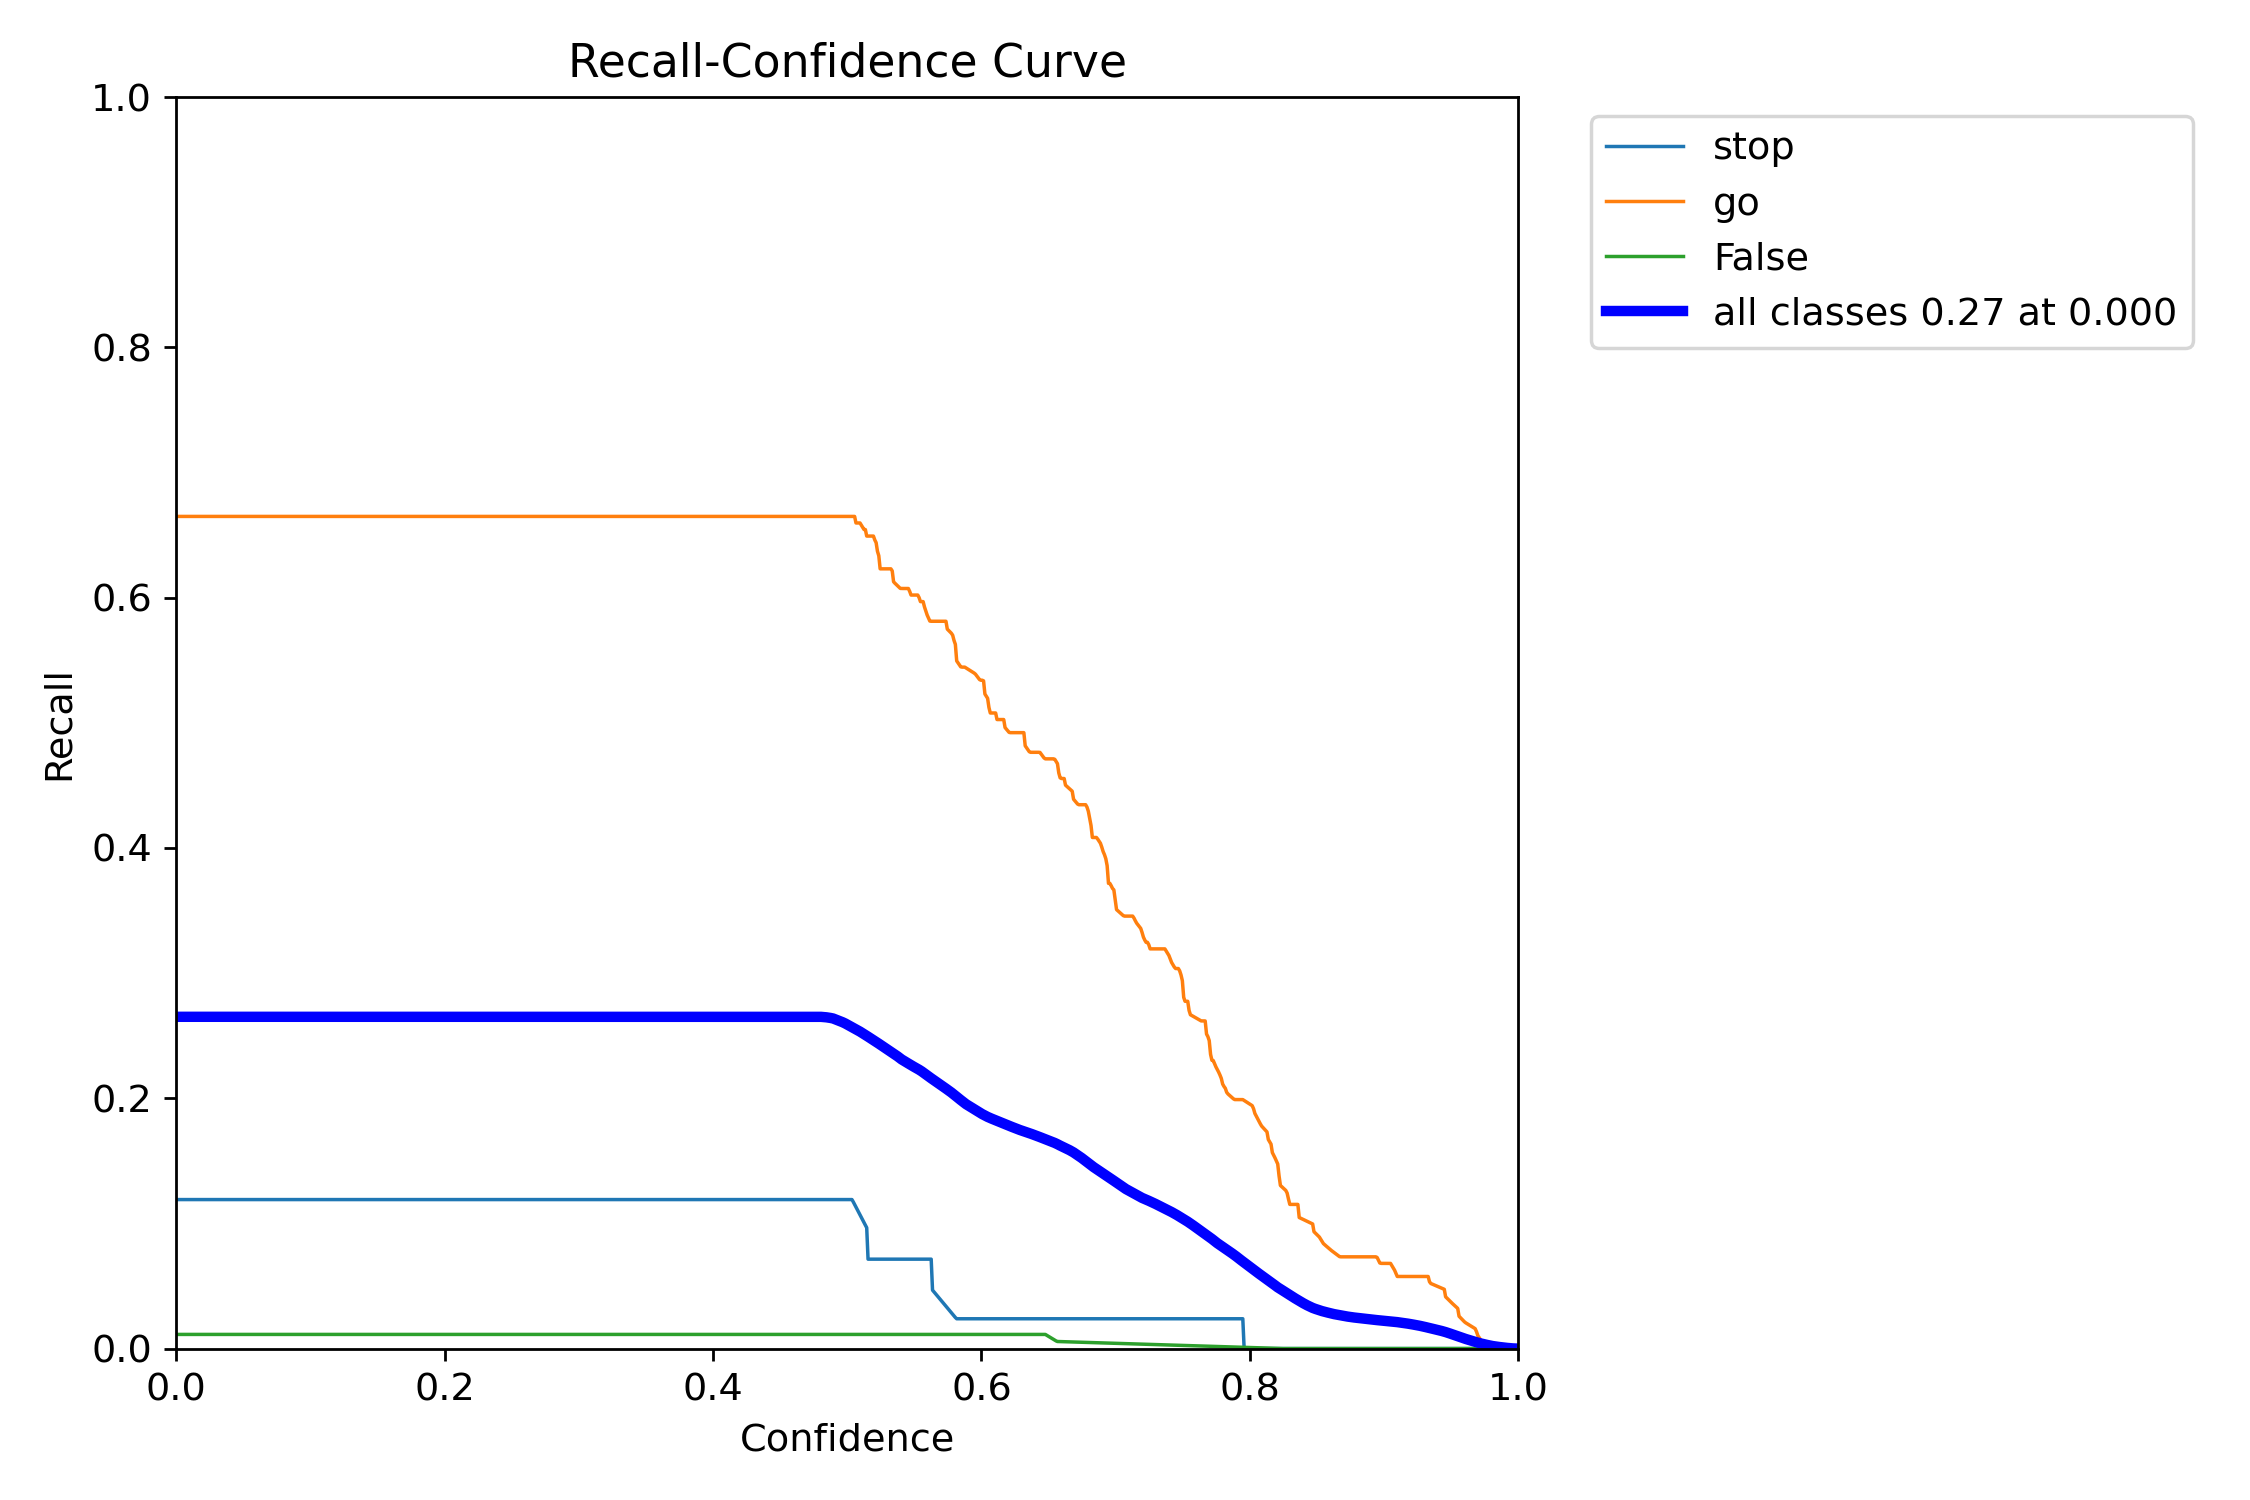 Recall-Confidence Curve
1.0
0.8
0.6
0.4
0.2
0.0
Recall
0.0 0.2 0.4 0.6 0.8 1.0
Confidence
stop
go
False
all classes 0.27 at 0.000